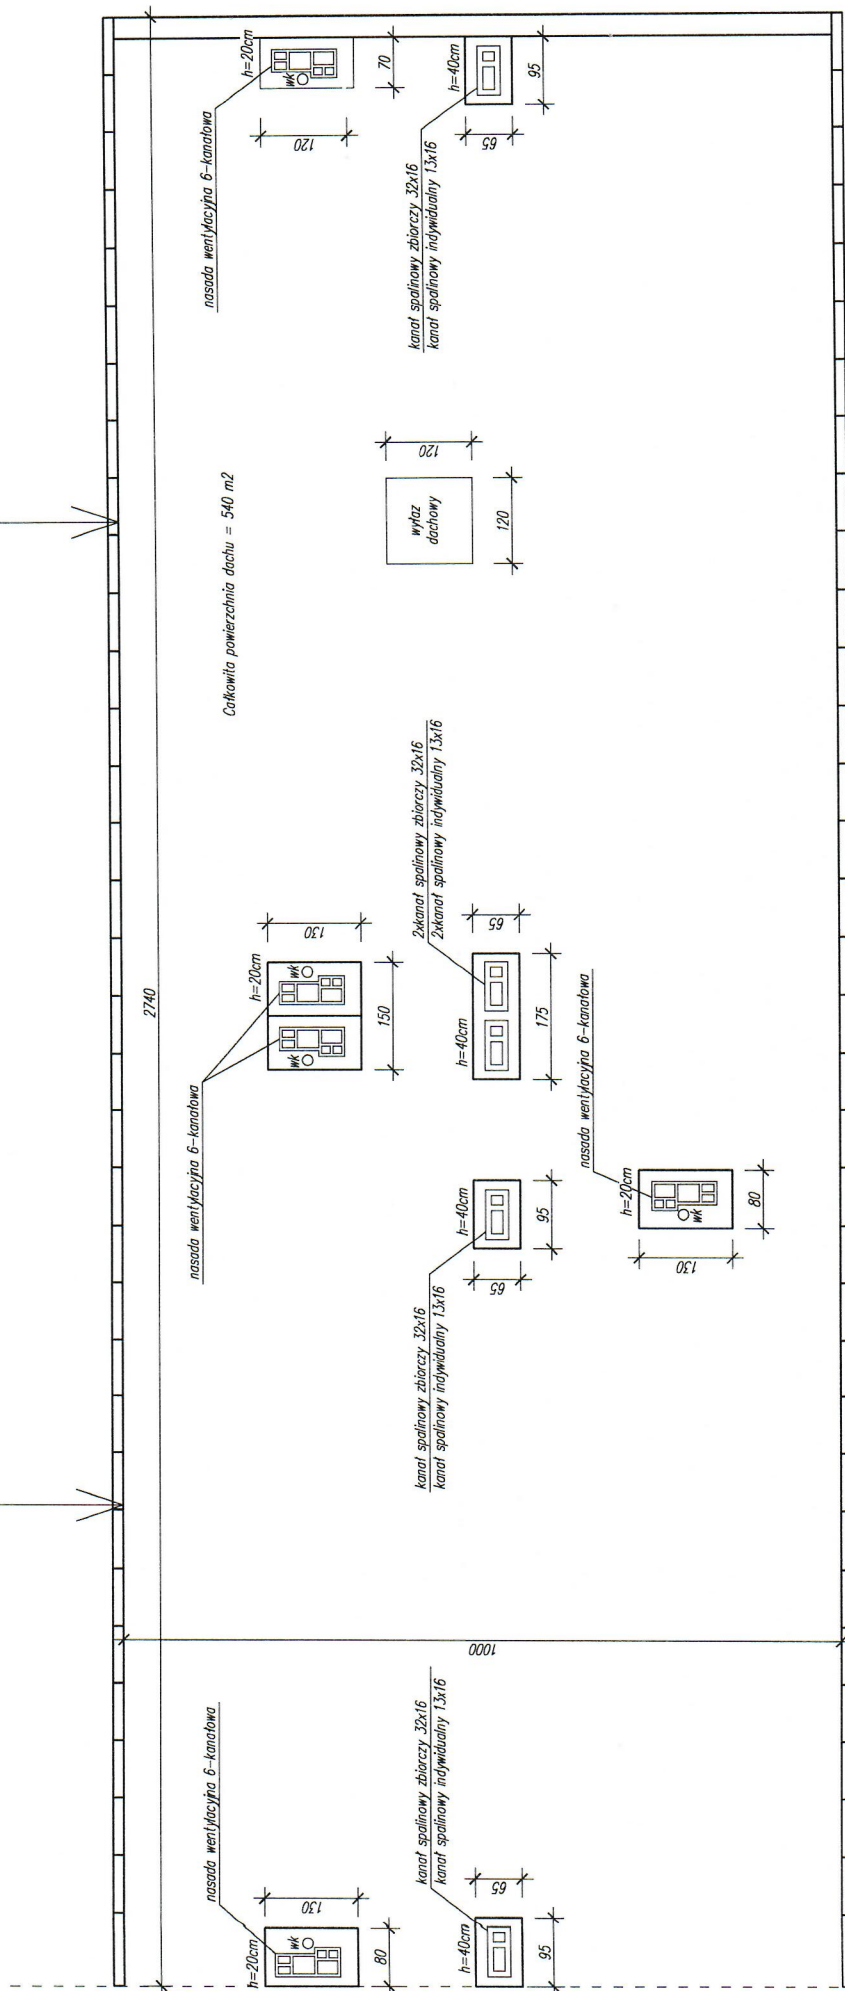 nasada wentylacyjna 6-kanałowa
h=20cm
wk
130
80
kanał spalinowy zbiorczy 32x16
kanał spalinowy indywidualny 13x16
h=40cm
65
95
1000
2740
nasada wentylacyjna 6-kanałowa
h=20cm
wk
wk
130
150
kanał spalinowy zbiorczy 32x16
kanał spalinowy indywidualny 13x16
h=40cm
65
95
2xkanał spalinowy zbiorczy 32x16
2xkanał spalinowy indywidualny 13x16
h=40cm
65
175
nasada wentylacyjna 6-kanałowa
h=20cm
wk
130
80
Całkowita powierzchnia dachu = 540 m2
wyłaz
dachowy
120
120
nasada wentylacyjna 6-kanałowa
h=20cm
wk
120
70
kanał spalinowy zbiorczy 32x16
kanał spalinowy indywidualny 13x16
h=40cm
65
95